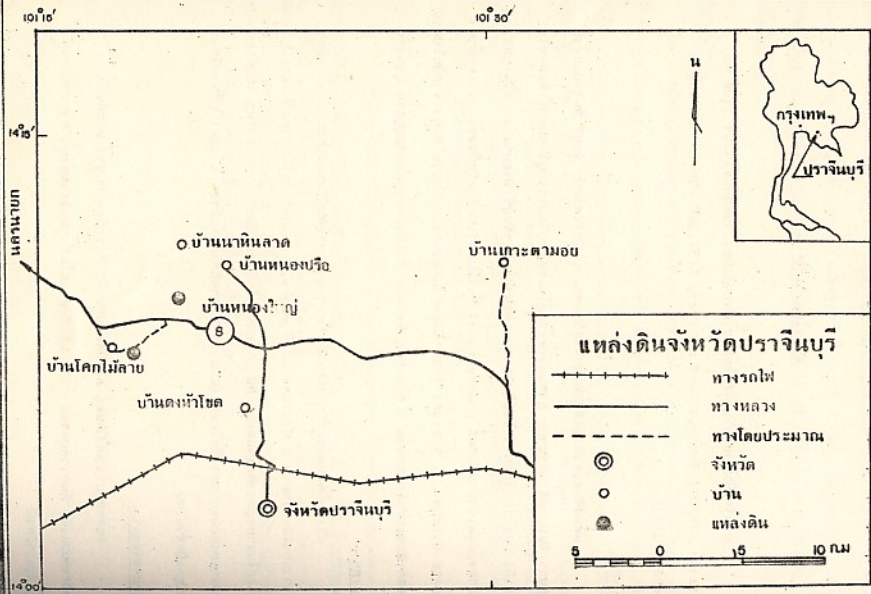 101°15′
101°30′
14°15′
14°00′
น
กรุงเทพฯ
ปราจีนบุรี
นครนายก
บ้านนาหินลาด
บ้านหนองปรือ
บ้านเกาะตามอย
บ้านหนองใหญ่
8
บ้านโคกไม้ลาย
บ้านดงหัวโขด
จังหวัดปราจีนบุรี
แหล่งดินจังหวัดปราจีนบุรี
ทางรถไฟ
ทางหลวง
ทางโดยประมาณ
จังหวัด
บ้าน
แหล่งดิน
5 0 5 10 กม